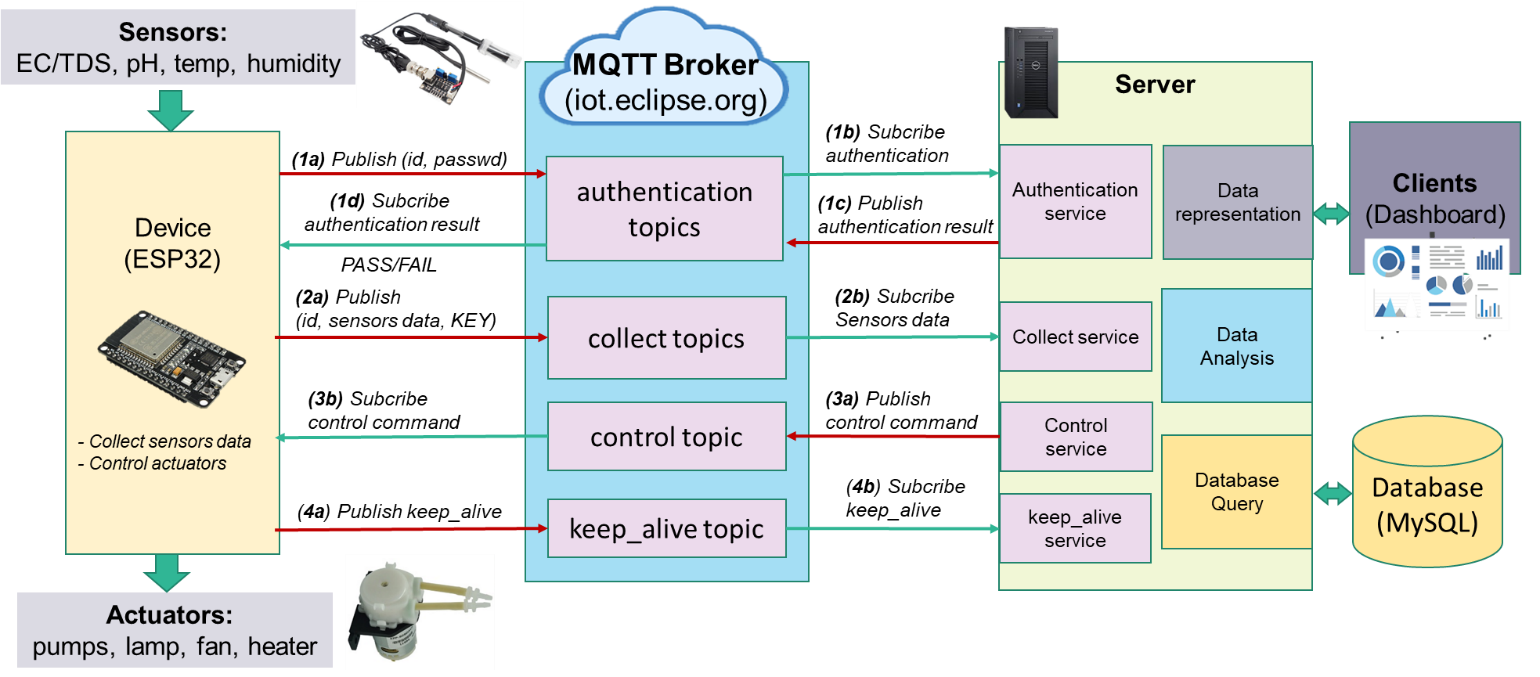 Sensors:
EC/TDS, pH, temp, humidity
Device
(ESP32)
- Collect sensors data
- Control actuators
Actuators:
pumps, lamp, fan, heater
(1a) Publish (id, passwd)
(1d) Subcribe
authentication result
PASS/FAIL
(2a) Publish
(id, sensors data, KEY)
(3b) Subcribe
control command
(4a) Publish keep_alive
MQTT Broker
(iot.eclipse.org)
authentication
topics
collect topics
control topic
keep_alive topic
(1b) Subcribe
authentication
(1c) Publish
authentication result
(2b) Subcribe
Sensors data
(3a) Publish
control command
(4b) Subcribe
keep_alive
Server
Authentication
service
Collect service
Control
service
keep_alive
service
Data
representation
Data
Analysis
Database
Query
Clients
(Dashboard)
Database
(MySQL)